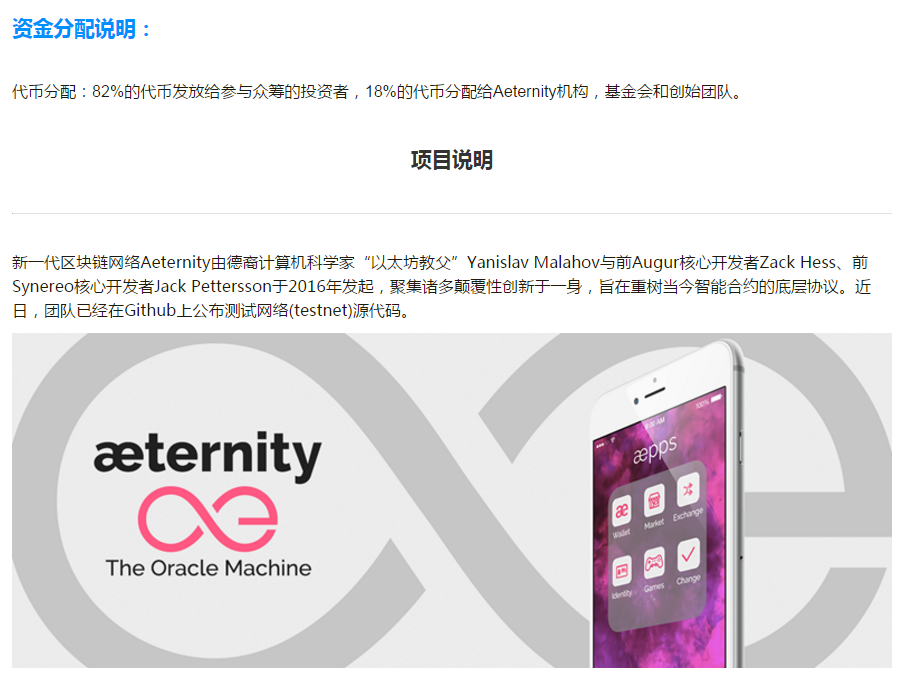 资金分配说明：
代币分配：82%的代币发放给参与众筹的投资者，18%的代币分配给Aeternity机构，基金会和创始团队。
项目说明
新一代区块链网络Aeternity由德裔计算机科学家“以太坊教父”Yanislav Malahov与前Augur核心开发者Zack Hess、前
Synereo核心开发者Jack Pettersson于2016年发起，聚集诸多颠覆性创新于一身，旨在重树当今智能合约的底层协议。近
日，团队已经在Github上公布测试网络(testnet)源代码。
æternity
æ
The Oracle Machine
9:00 AM
100%
æpps
æ
Wallet
Market
Exchange
Identity
Games
Change